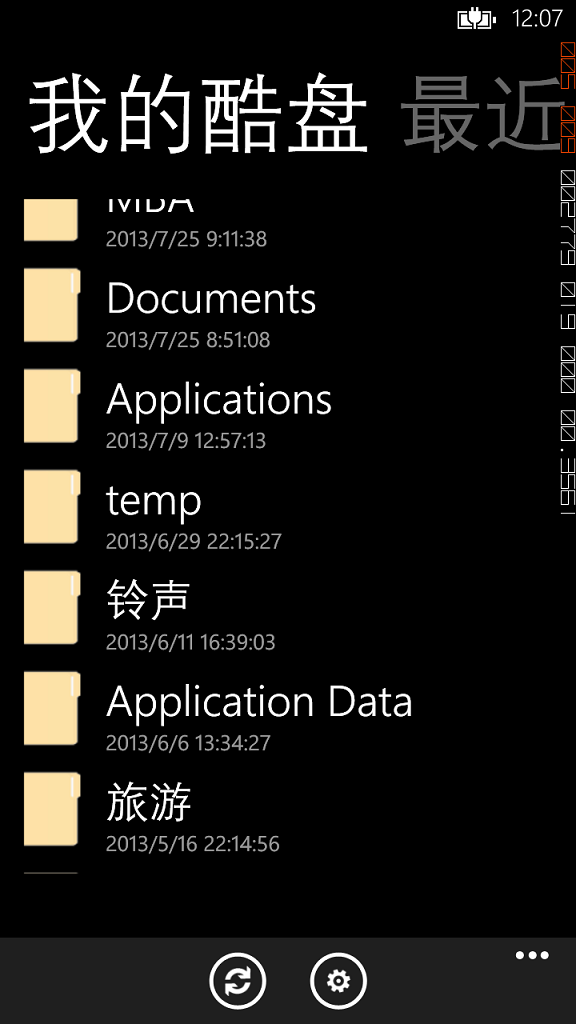 12:07
我的酷盘 最近
MBA
2013/7/25 9:11:38
Documents
2013/7/25 8:51:08
Applications
2013/7/9 12:57:13
temp
2013/6/29 22:15:27
铃声
2013/6/11 16:39:03
Application Data
2013/6/6 13:34:27
旅游
2013/5/16 22:14:56